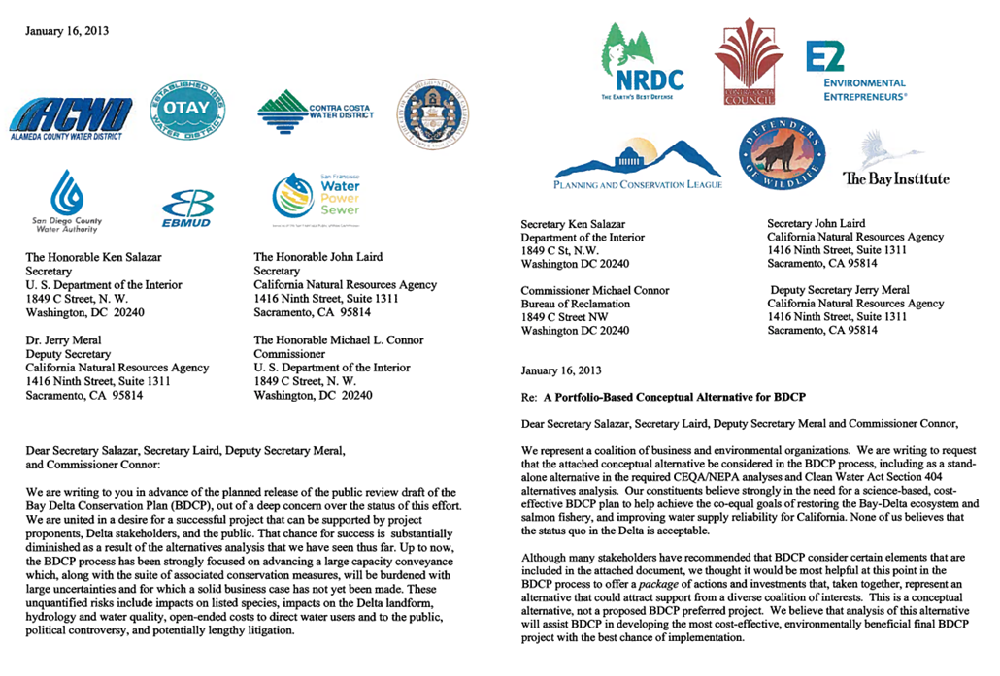 January 16, 2013
ACWD
ALAMEDA COUNTY WATER DISTRICT
ESTABLISHED 1956
OTAY
WATER DISTRICT
CONTRA COSTA
WATER DISTRICT
San Diego County
Water Authority
EBMUD
San Francisco
Water
Power
Sewer
The Honorable Ken Salazar
Secretary
U. S. Department of the Interior
1849 C Street, N. W.
Washington, DC 20240
The Honorable John Laird
Secretary
California Natural Resources Agency
1416 Ninth Street, Suite 1311
Sacramento, CA 95814
Dr. Jerry Meral
Deputy Secretary
California Natural Resources Agency
1416 Ninth Street, Suite 1311
Sacramento, CA 95814
The Honorable Michael L. Connor
Commissioner
U. S. Department of the Interior
1849 C Street, N. W.
Washington, DC 20240
Dear Secretary Salazar, Secretary Laird, Deputy Secretary Meral,
and Commissioner Connor:
We are writing to you in advance of the planned release of the public review draft of the
Bay Delta Conservation Plan (BDCP), out of a deep concern over the status of this effort.
We are united in a desire for a successful project that can be supported by project
proponents, Delta stakeholders, and the public. That chance for success is substantially
diminished as a result of the alternatives analysis that we have seen thus far. Up to now,
the BDCP process has been strongly focused on advancing a large capacity conveyance
which, along with the suite of associated conservation measures, will be burdened with
large uncertainties and for which a solid business case has not yet been made. These
unquantified risks include impacts on listed species, impacts on the Delta landform,
hydrology and water quality, open-ended costs to direct water users and to the public,
political controversy, and potentially lengthy litigation.
NRDC
THE EARTH'S BEST DEFENSE
CONTRA COSTA
COUNCIL
E2
ENVIRONMENTAL
ENTREPRENEURS®
PLANNING AND CONSERVATION LEAGUE
DEFENDERS
OF WILDLIFE
The Bay Institute
Secretary Ken Salazar
Department of the Interior
1849 C St, N.W.
Washington DC 20240
Secretary John Laird
California Natural Resources Agency
1416 Ninth Street, Suite 1311
Sacramento, CA 95814
Commissioner Michael Connor
Bureau of Reclamation
1849 C Street NW
Washington DC 20240
Deputy Secretary Jerry Meral
California Natural Resources Agency
1416 Ninth Street, Suite 1311
Sacramento, CA 95814
January 16, 2013
Re: A Portfolio-Based Conceptual Alternative for BDCP
Dear Secretary Salazar, Secretary Laird, Deputy Secretary Meral and Commissioner Connor,
We represent a coalition of business and environmental organizations. We are writing to request
that the attached conceptual alternative be considered in the BDCP process, including as a stand-
alone alternative in the required CEQA/NEPA analyses and Clean Water Act Section 404
alternatives analysis. Our constituents believe strongly in the need for a science-based, cost-
effective BDCP plan to help achieve the co-equal goals of restoring the Bay-Delta ecosystem and
salmon fishery, and improving water supply reliability for California. None of us believes that
the status quo in the Delta is acceptable.
Although many stakeholders have recommended that BDCP consider certain elements that are
included in the attached document, we thought it would be most helpful at this point in the
BDCP process to offer a package of actions and investments that, taken together, represent an
alternative that could attract support from a diverse coalition of interests. This is a conceptual
alternative, not a proposed BDCP preferred project. We believe that analysis of this alternative
will assist BDCP in developing the most cost-effective, environmentally beneficial final BDCP
project with the best chance of implementation.